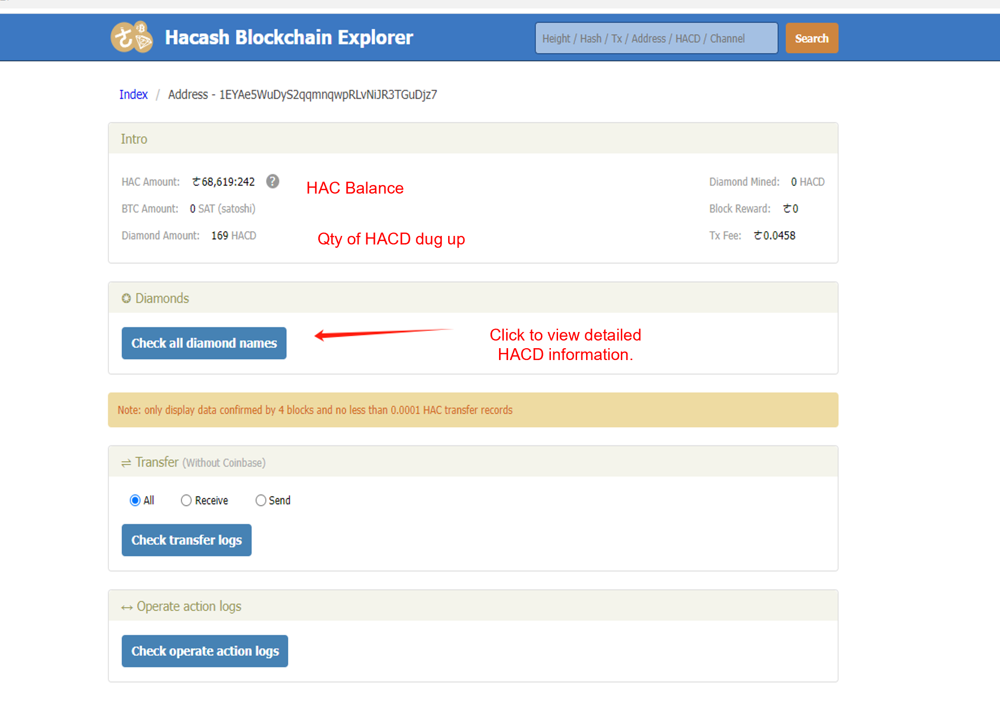 Hacash Blockchain Explorer
Height / Hash / Tx / Address / HACD / Channel
Search
Index / Address - 1EYAe5WuDyS2qqmnqwpRLvNiJR3TGuDjz7
Intro
HAC Amount: 㜽68,619:242 ?
HAC Balance
Diamond Mined: 0 HACD
BTC Amount: 0 SAT (satoshi)
Block Reward: 㜽0
Diamond Amount: 169 HACD
Qty of HACD dug up
Tx Fee: 㜽0.0458
Diamonds
Check all diamond names
Click to view detailed
HACD information.
Note: only display data confirmed by 4 blocks and no less than 0.0001 HAC transfer records
⇌ Transfer (Without Coinbase)
All Receive Send
Check transfer logs
↔ Operate action logs
Check operate action logs